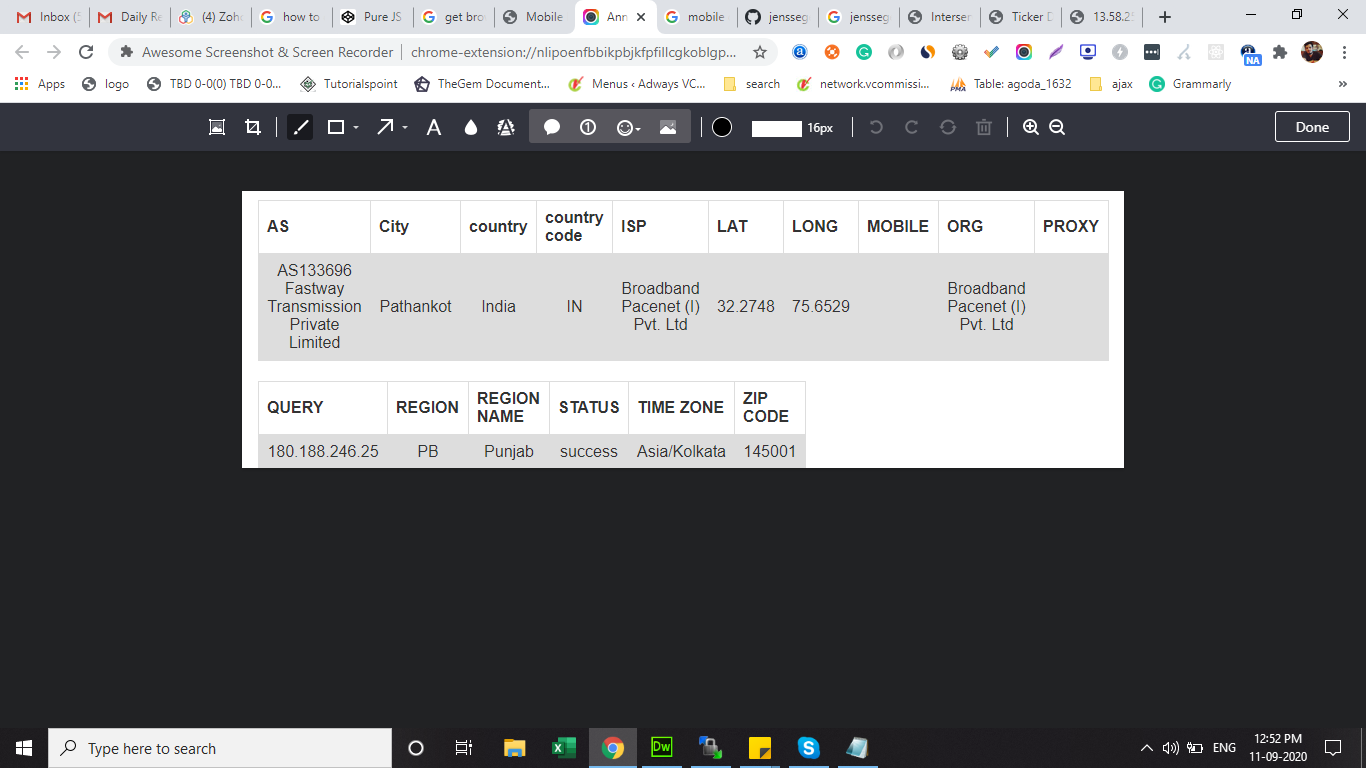 Inbox (5
Daily Re
(4) Zoho
how to
Pure JS
get brow
Mobile
Ann
mobile
jensseg
jensseg
Interser
Ticker D
13.58.25
Awesome Screenshot & Screen Recorder
chrome-extension://nlipoenfbbikpbjkfpfillcgkoblgp...
NA
Apps
logo
TBD 0-0(0) TBD 0-0...
Tutorialspoint
TheGem Document...
Menus ‹ Adways VC...
search
network.vcommissi...
Table: agoda_1632
ajax
Grammarly
»
A
1
16px
Done
AS City country country code ISP LAT LONG MOBILE ORG PROXY
AS133696
Fastway
Transmission
Private
Limited
Pathankot
India
IN
Broadband
Pacenet (I)
Pvt. Ltd
32.2748
75.6529
Broadband
Pacenet (I)
Pvt. Ltd
QUERY REGION REGION NAME STATUS TIME ZONE ZIP CODE
180.188.246.25 PB Punjab success Asia/Kolkata 145001
Type here to search
Dw
ENG
12:52 PM
11-09-2020